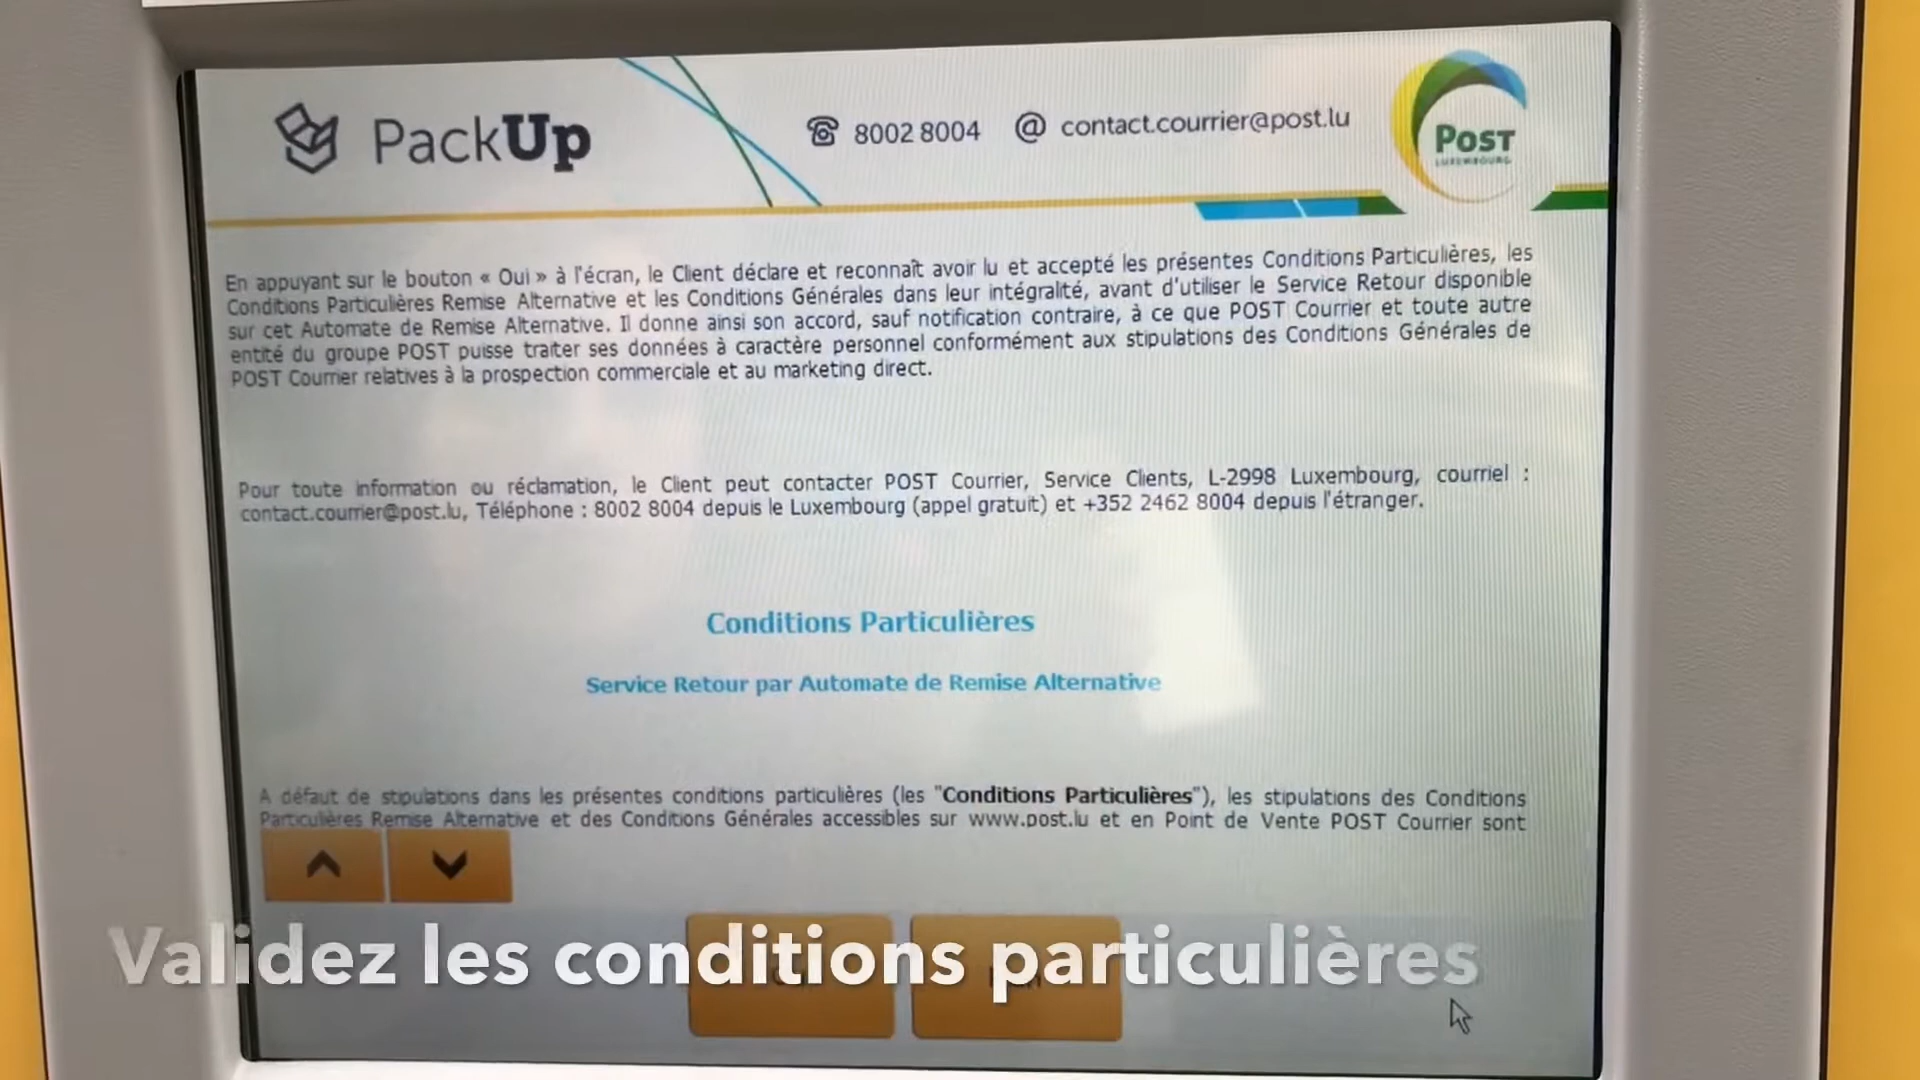 PackUp
8002 8004
@ contact.courrier@post.lu
POST
LUXEMBOURG
En appuyant sur le bouton « Oui » à l'écran, le Client déclare et reconnaît avoir lu et accepté les présentes Conditions Particulières, les
Conditions Particulières Remise Alternative et les Conditions Générales dans leur intégralité, avant d'utiliser le Service Retour disponible
sur cet Automate de Remise Alternative. Il donne ainsi son accord, sauf notification contraire, à ce que POST Courrier et toute autre
entité du groupe POST puisse traiter ses données à caractère personnel conformément aux stipulations des Conditions Générales de
POST Courrier relatives à la prospection commerciale et au marketing direct.
Pour toute information ou réclamation, le Client peut contacter POST Courrier, Service Clients, L-2998 Luxembourg, courriel :
contact.courrier@post.lu, Téléphone : 8002 8004 depuis le Luxembourg (appel gratuit) et +352 2462 8004 depuis l'étranger.
Conditions Particulières
Service Retour par Automate de Remise Alternative
A défaut de stipulations dans les présentes conditions particulières (les "Conditions Particulières"), les stipulations des Conditions
Particulières Remise Alternative et des Conditions Générales accessibles sur www.post.lu et en Point de Vente POST Courrier sont
Validez les conditions particulières